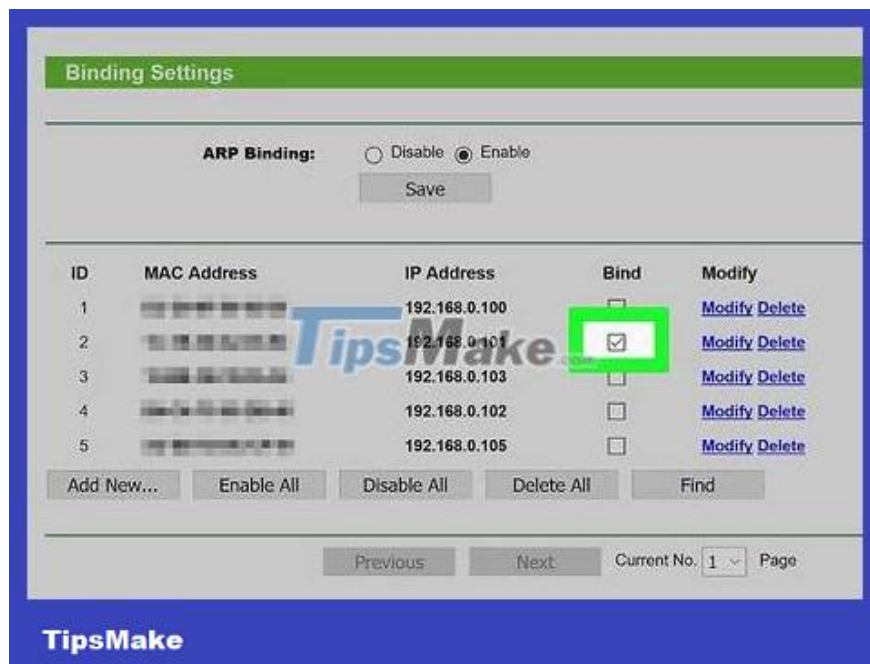 Binding Settings
ARP Binding: Disable Enable
Save
ID MAC Address IP Address Bind Modify
1 192.168.0.100 Modify Delete
2 192.168.0.101 Modify Delete
3 192.168.0.103 Modify Delete
4 192.168.0.102 Modify Delete
5 192.168.0.105 Modify Delete
TipsMake.com
Add New... Enable All Disable All Delete All Find
Previous Next Current No. 1 Page
TipsMake